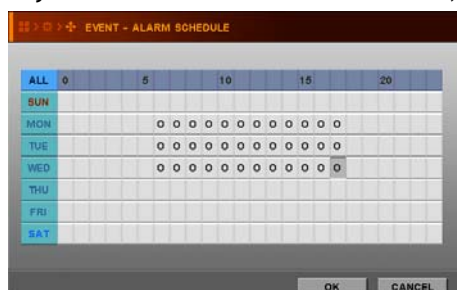 EVENT - ALARM SCHEDULE
ALL 0 5 10 15 20
SUN
MON o o o o o o o o o o o o
TUE o o o o o o o o o o o o
WED o o o o o o o o o o o o
THU
FRI
SAT
OK CANCEL